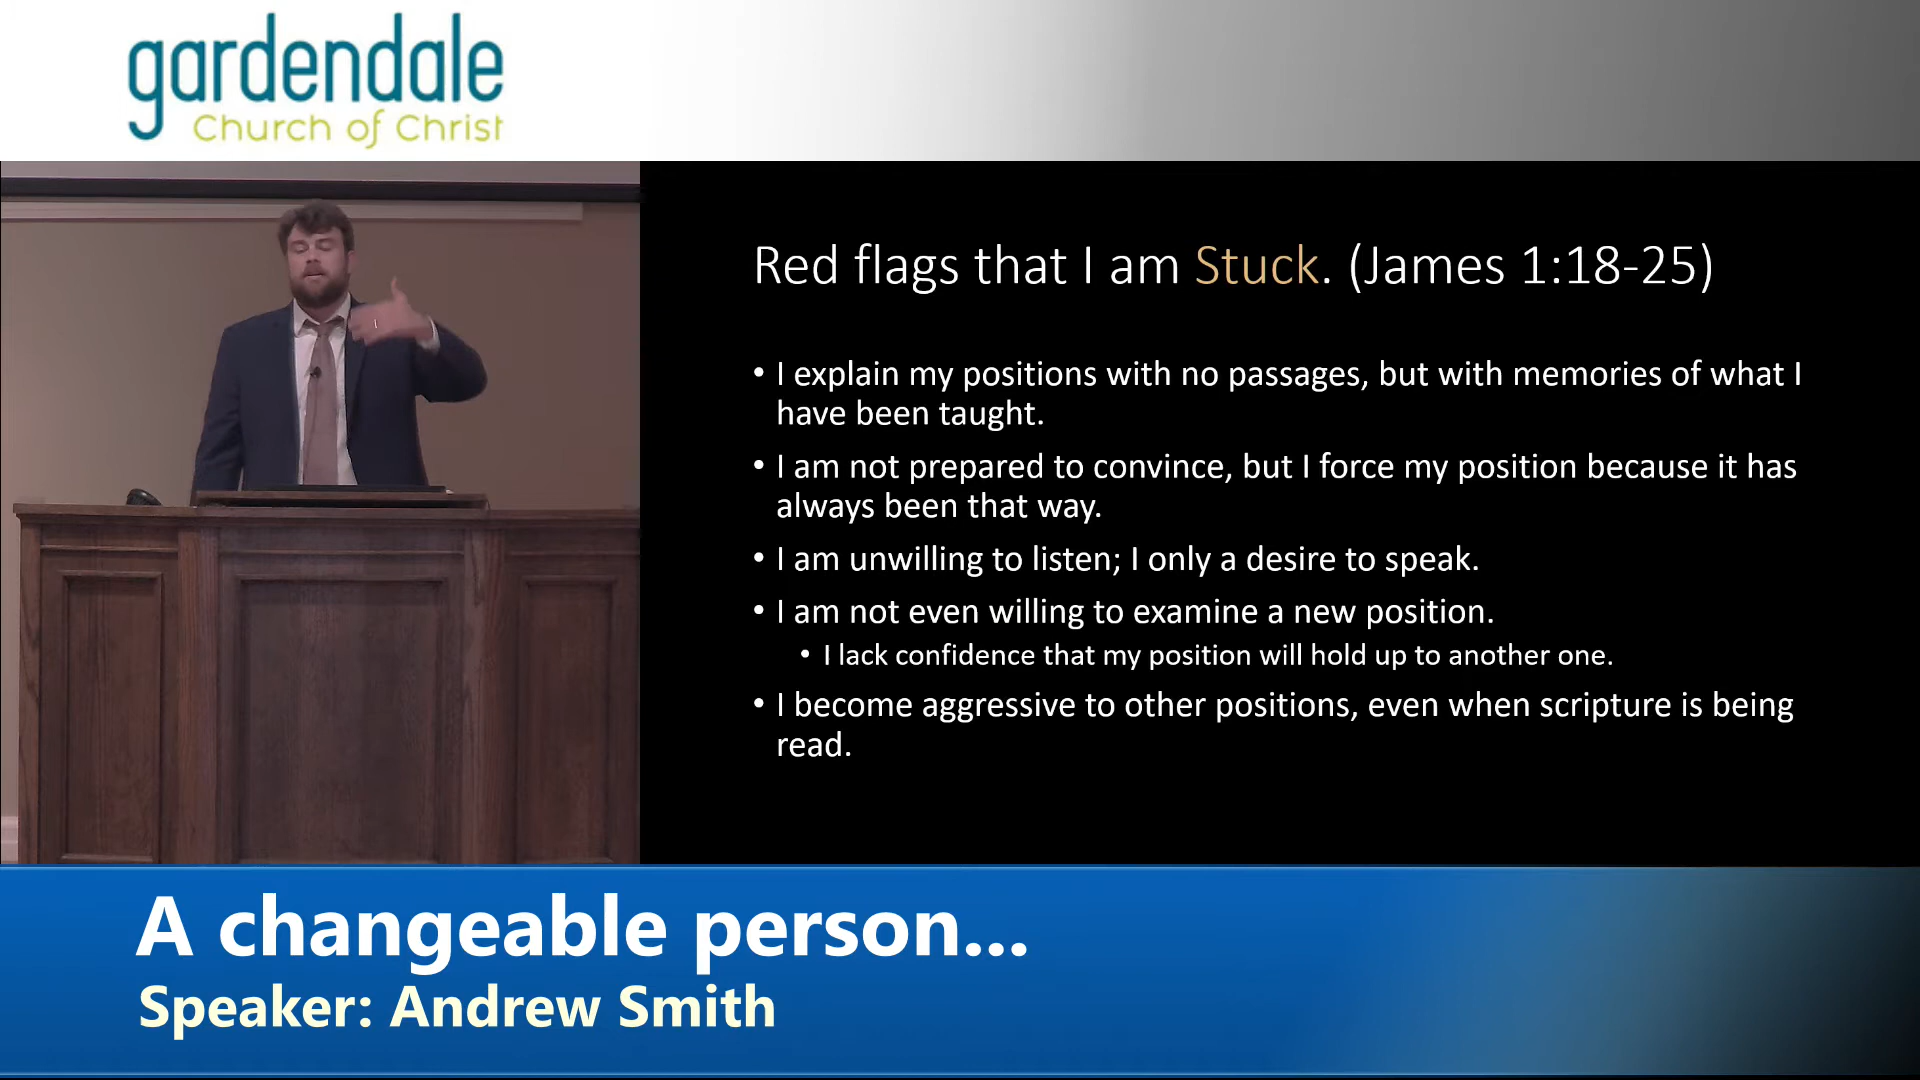 gardendale
Church of Christ
Red flags that I am Stuck. (James 1:18-25)
• I explain my positions with no passages, but with memories of what I
have been taught.
• I am not prepared to convince, but I force my position because it has
always been that way.
• I am unwilling to listen; I only a desire to speak.
• I am not even willing to examine a new position.
• I lack confidence that my position will hold up to another one.
• I become aggressive to other positions, even when scripture is being
read.
A changeable person...
Speaker: Andrew Smith